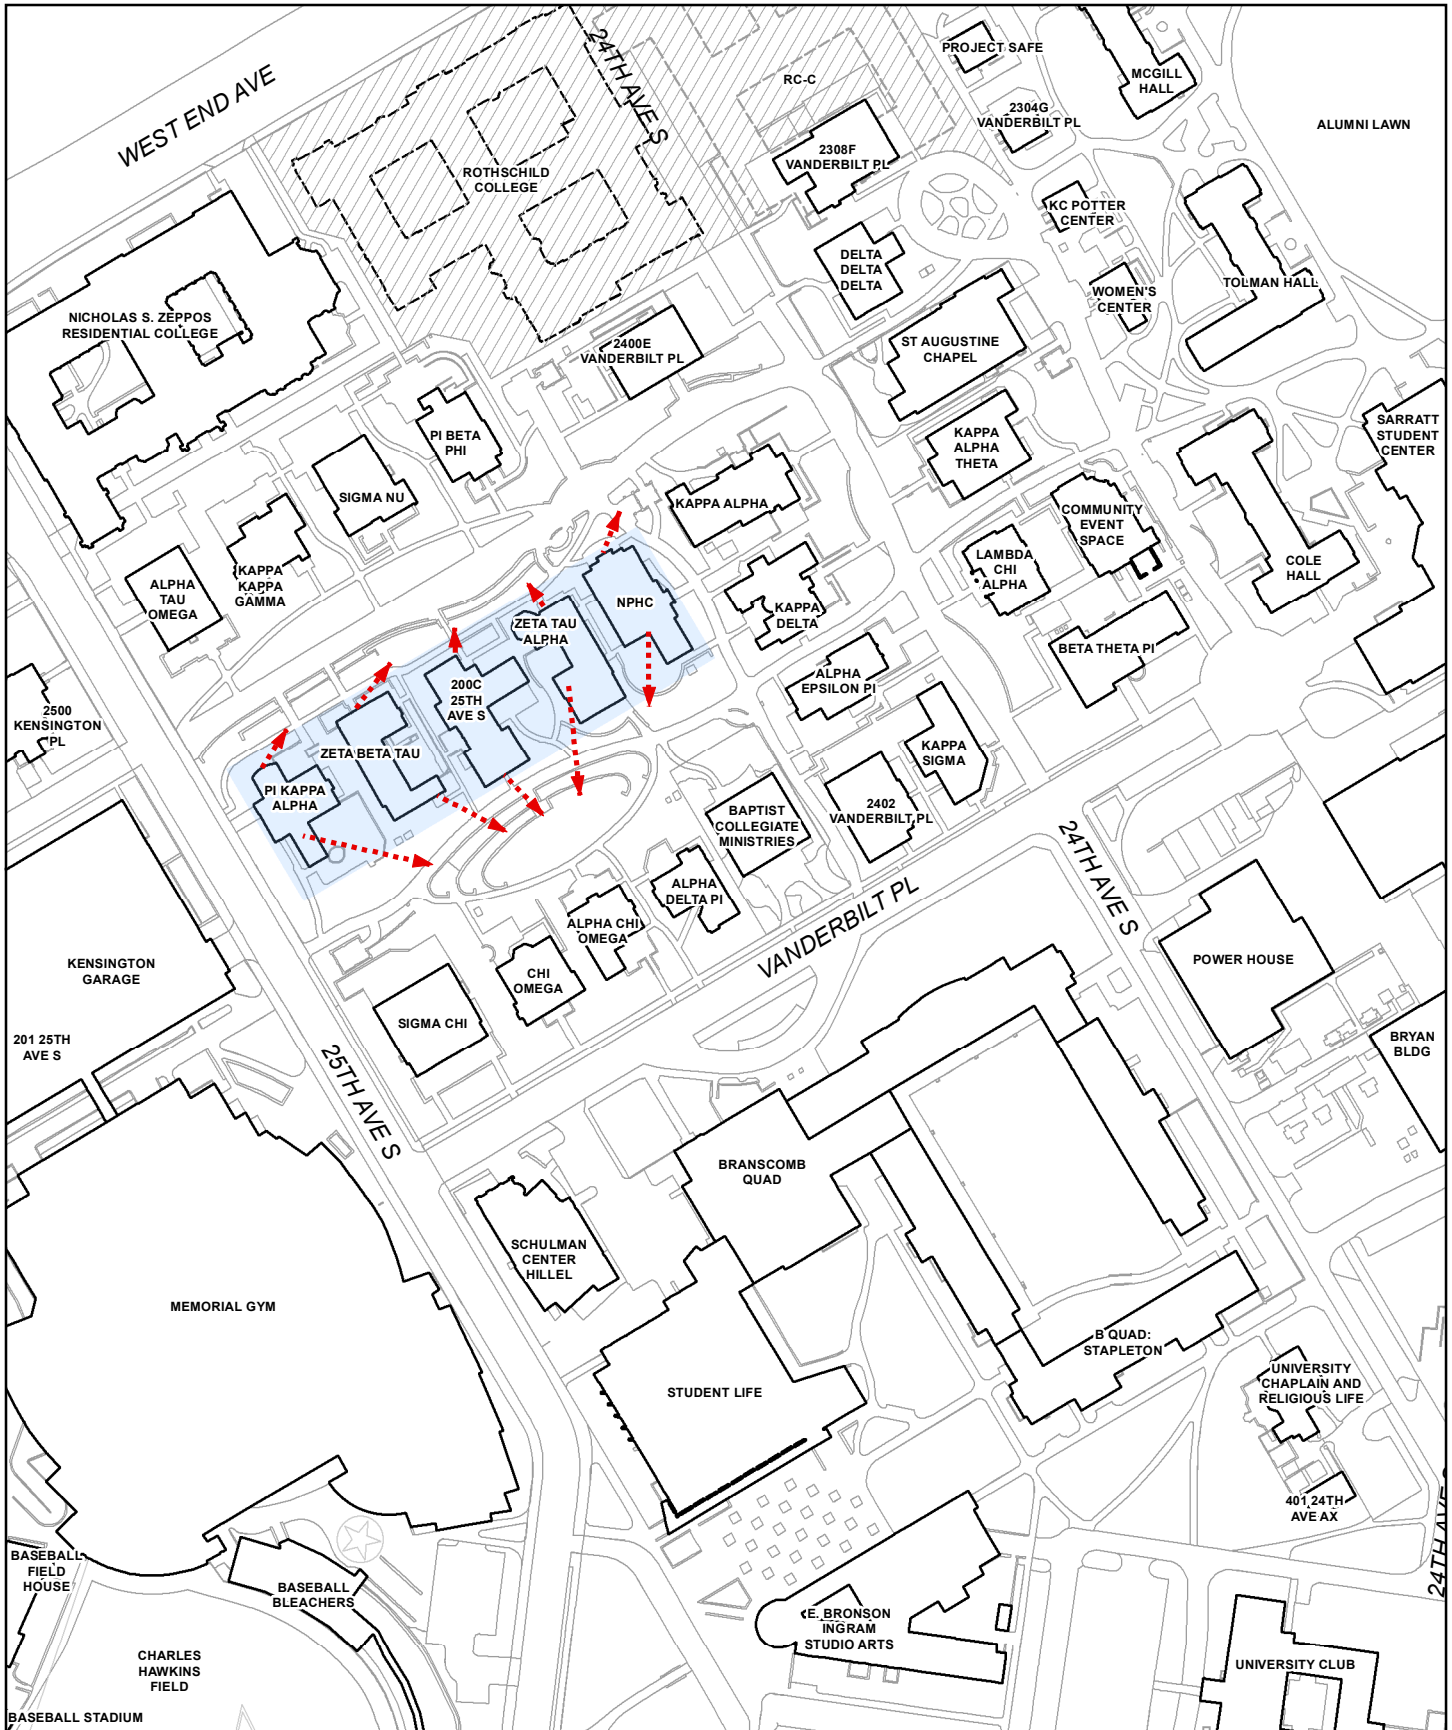 WEST END AVE
24TH AVE S
PROJECT SAFE
MCGILL
HALL
RC-C
2304G
VANDERBILT PL
ALUMNI LAWN
ROTHSCHILD
COLLEGE
2308F
VANDERBILT PL
KC POTTER
CENTER
DELTA
DELTA
DELTA
TOLMAN HALL
WOMEN'S
CENTER
NICHOLAS S. ZEPPOS
RESIDENTIAL COLLEGE
2400E
VANDERBILT PL
ST AUGUSTINE
CHAPEL
PI BETA
PHI
KAPPA
ALPHA
THETA
SARRATT
STUDENT
CENTER
SIGMA NU
KAPPA ALPHA
COMMUNITY
EVENT
SPACE
ALPHA
TAU
OMEGA
KAPPA
KAPPA
GAMMA
LAMBDA
CHI
ALPHA
COLE
HALL
NPHC
KAPPA
DELTA
ZETA TAU
ALPHA
BETA THETA PI
200C
25TH
AVE S
ALPHA
EPSILON PI
2500
KENSINGTON
PL
ZETA BETA TAU
KAPPA
SIGMA
PI KAPPA
ALPHA
BAPTIST
COLLEGIATE
MINISTRIES
2402
VANDERBILT PL
24TH AVE S
ALPHA
DELTA PI
ALPHA CHI
OMEGA
VANDERBILT PL
KENSINGTON
GARAGE
CHI
OMEGA
POWER HOUSE
SIGMA CHI
201 25TH
AVE S
BRYAN
BLDG
25TH AVE S
BRANSCOMB
QUAD
SCHULMAN
CENTER
HILLEL
MEMORIAL GYM
B QUAD:
STAPLETON
STUDENT LIFE
UNIVERSITY
CHAPLAIN AND
RELIGIOUS LIFE
401 24TH
AVE AX
24TH AVE S
BASEBALL
FIELD
HOUSE
BASEBALL
BLEACHERS
E. BRONSON
INGRAM
STUDIO ARTS
CHARLES
HAWKINS
FIELD
UNIVERSITY CLUB
BASEBALL STADIUM